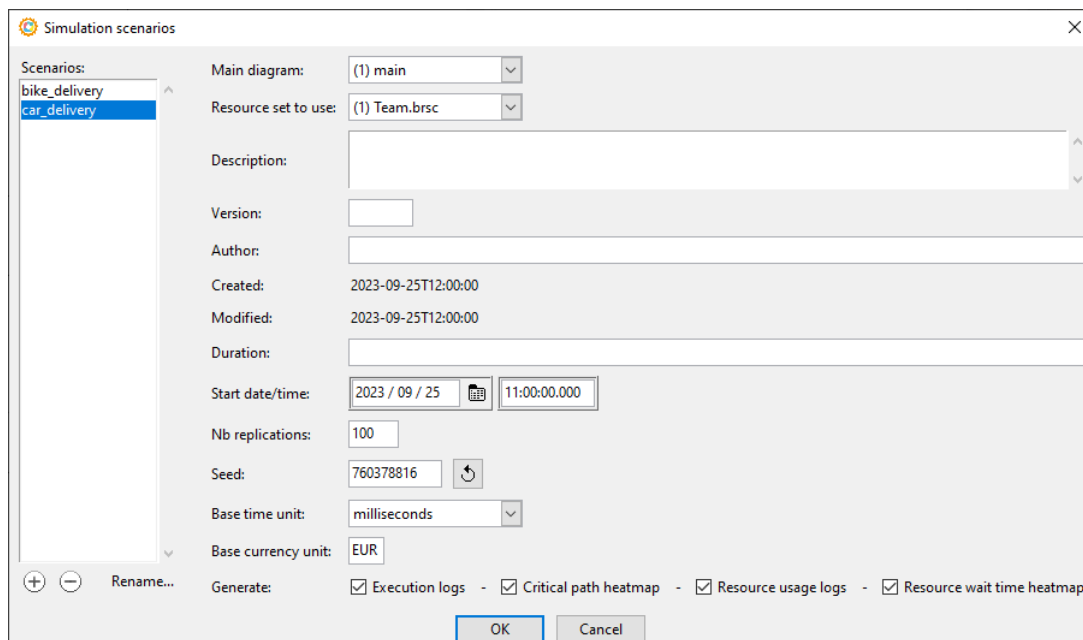 Simulation scenarios
Scenarios:
bike_delivery
car_delivery
Rename...
Main diagram: (1) main
Resource set to use: (1) Team.brsc
Description:
Version:
Author:
Created: 2023-09-25T12:00:00
Modified: 2023-09-25T12:00:00
Duration:
Start date/time: 2023 / 09 / 25 11:00:00.000
Nb replications: 100
Seed: 760378816
Base time unit: milliseconds
Base currency unit: EUR
Generate: Execution logs - Critical path heatmap - Resource usage logs - Resource wait time heatmap
OK Cancel